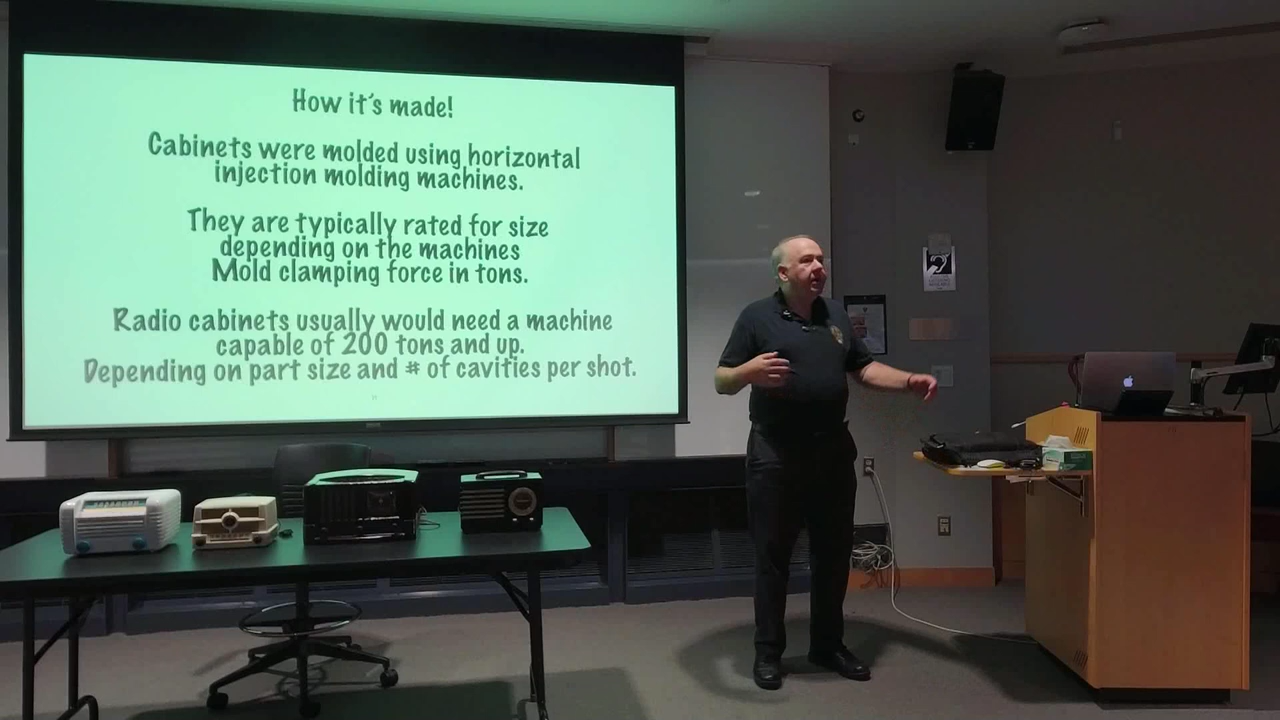 How it's made!
Cabinets were molded using horizontal
injection molding machines.
They are typically rated for size
depending on the machines
Mold clamping force in tons.
Radio cabinets usually would need a machine
capable of 200 tons and up.
Depending on part size and # of cavities per shot.